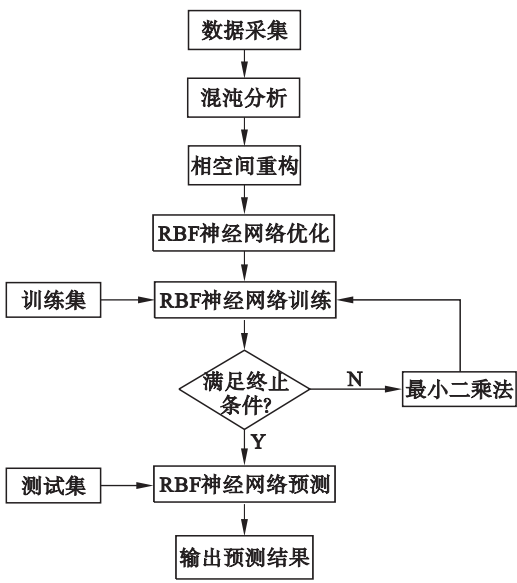 数据采集
混沌分析
相空间重构
RBF神经网络优化
训练集
RBF神经网络训练
满足终止
条件?
N
最小二乘法
Y
测试集
RBF神经网络预测
输出预测结果